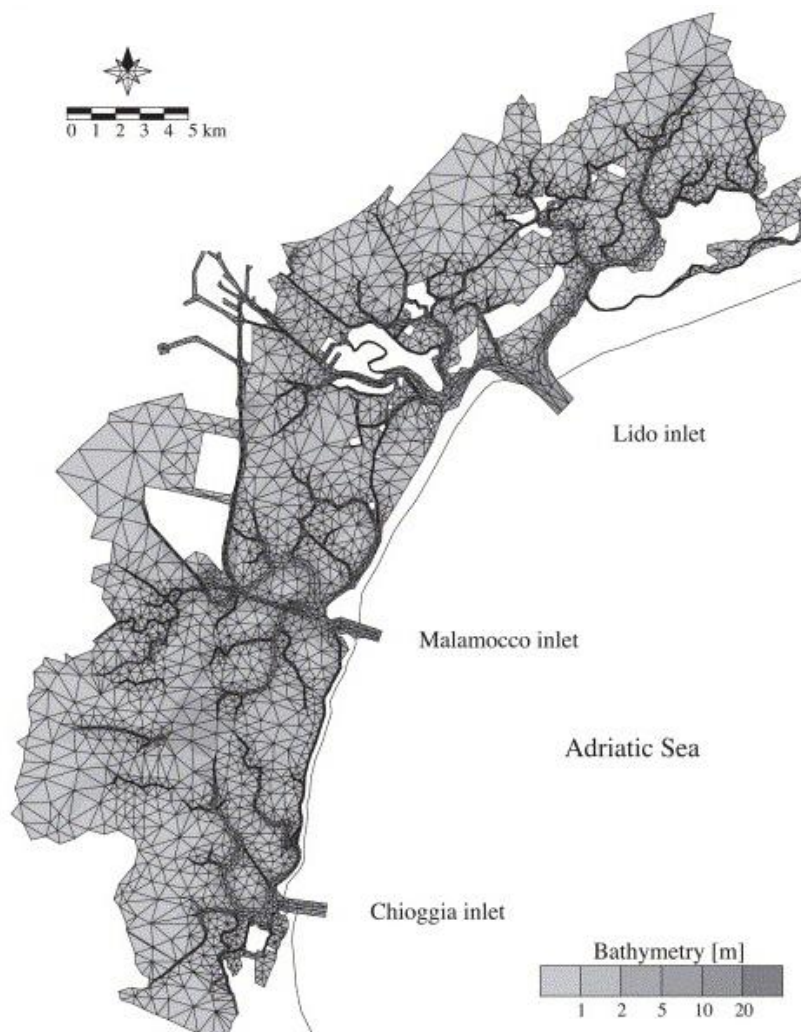 0 1 2 3 4 5 km
Lido inlet
Malamocco inlet
Adriatic Sea
Chioggia inlet
Bathymetry [m]
1 2 5 10 20